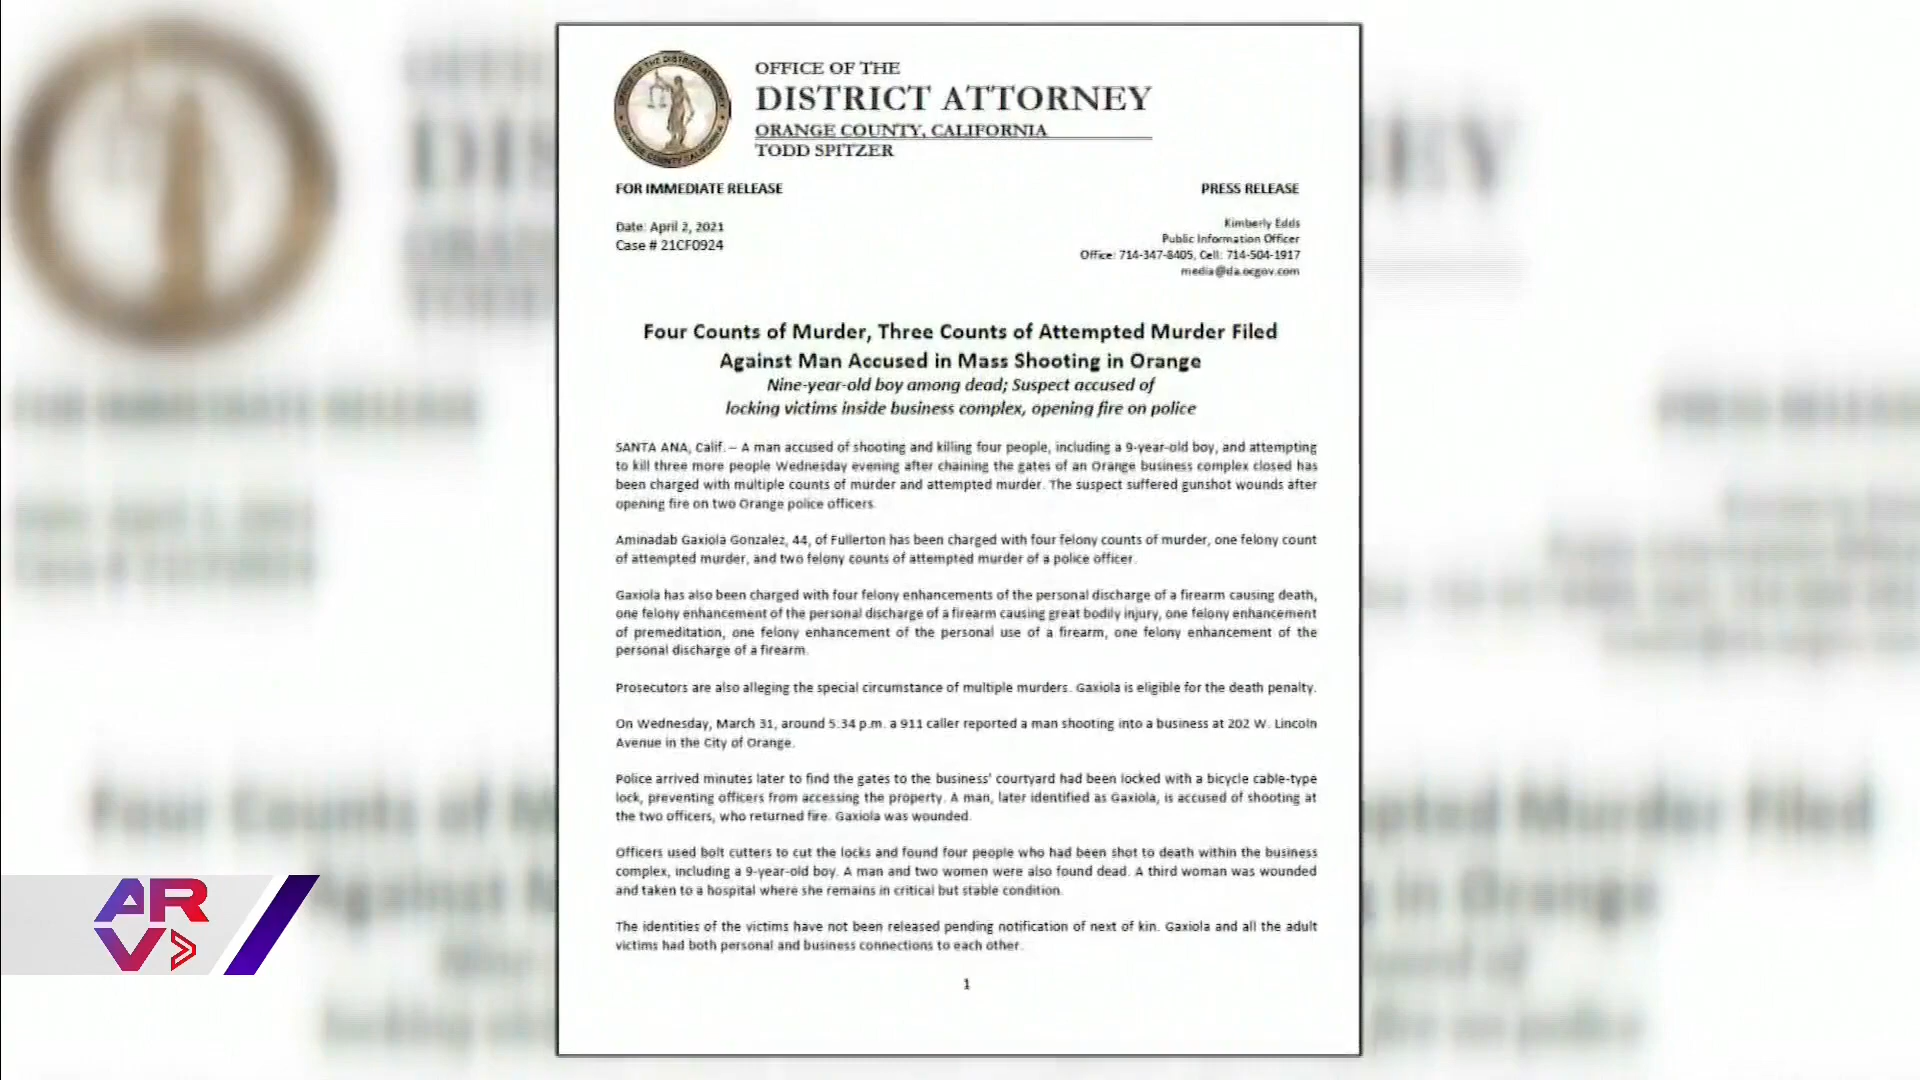 OFFICE OF THE
DISTRICT ATTORNEY
ORANGE COUNTY, CALIFORNIA
TODD SPITZER
FOR IMMEDIATE RELEASE
PRESS RELEASE
Date: April 2, 2021
Case # 21CF0924
Kimberly Edds
Public Information Officer
Office: 714-347-8405, Cell: 714-504-1917
media@da.ocgov.com
Four Counts of Murder, Three Counts of Attempted Murder Filed
Against Man Accused in Mass Shooting in Orange
Nine-year-old boy among dead; Suspect accused of
locking victims inside business complex, opening fire on police
SANTA ANA, Calif. – A man accused of shooting and killing four people, including a 9-year-old boy, and attempting
to kill three more people Wednesday evening after chaining the gates of an Orange business complex closed has
been charged with multiple counts of murder and attempted murder. The suspect suffered gunshot wounds after
opening fire on two Orange police officers.
Aminadab Gaxiola Gonzalez, 44, of Fullerton has been charged with four felony counts of murder, one felony count
of attempted murder, and two felony counts of attempted murder of a police officer.
Gaxiola has also been charged with four felony enhancements of the personal discharge of a firearm causing death,
one felony enhancement of the personal discharge of a firearm causing great bodily injury, one felony enhancement
of premeditation, one felony enhancement of the personal use of a firearm, one felony enhancement of the
personal discharge of a firearm.
Prosecutors are also alleging the special circumstance of multiple murders. Gaxiola is eligible for the death penalty.
On Wednesday, March 31, around 5:34 p.m. a 911 caller reported a man shooting into a business at 202 W. Lincoln
Avenue in the City of Orange.
Police arrived minutes later to find the gates to the business' courtyard had been locked with a bicycle cable-type
lock, preventing officers from accessing the property. A man, later identified as Gaxiola, is accused of shooting at
the two officers, who returned fire. Gaxiola was wounded.
Officers used bolt cutters to cut the locks and found four people who had been shot to death within the business
complex, including a 9-year-old boy. A man and two women were also found dead. A third woman was wounded
and taken to a hospital where she remains in critical but stable condition.
The identities of the victims have not been released pending notification of next of kin. Gaxiola and all the adult
victims had both personal and business connections to each other.
1
ARV